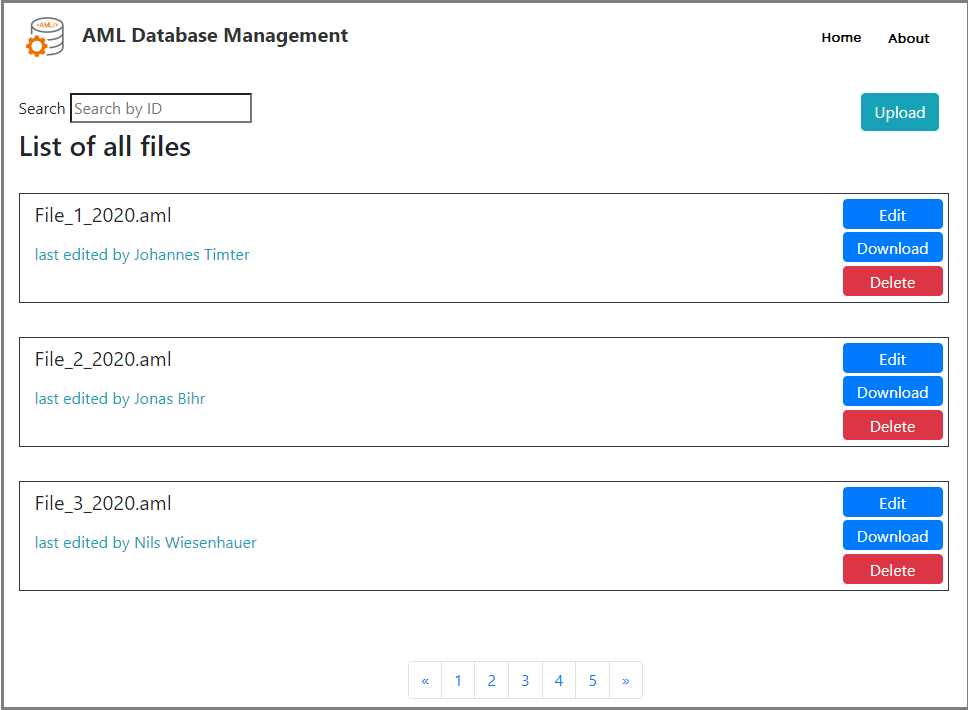 <AML/>
AML Database Management
Home
About
Search
Search by ID
Upload
List of all files
File_1_2020.aml
last edited by Johannes Timter
Edit
Download
Delete
File_2_2020.aml
last edited by Jonas Bihr
Edit
Download
Delete
File_3_2020.aml
last edited by Nils Wiesenhauer
Edit
Download
Delete
« 1 2 3 4 5 »